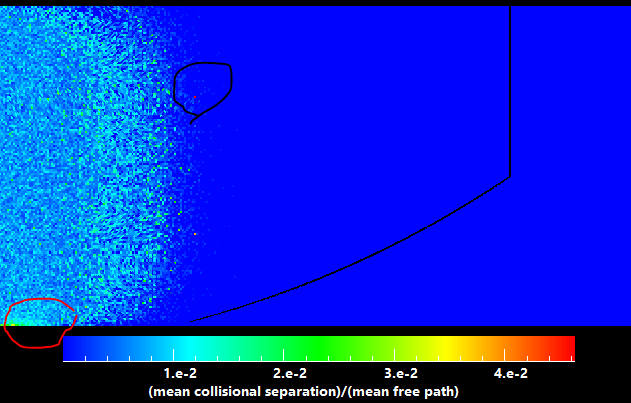 1.e-2 2.e-2 3.e-2 4.e-2
(mean collisional separation)/(mean free path)